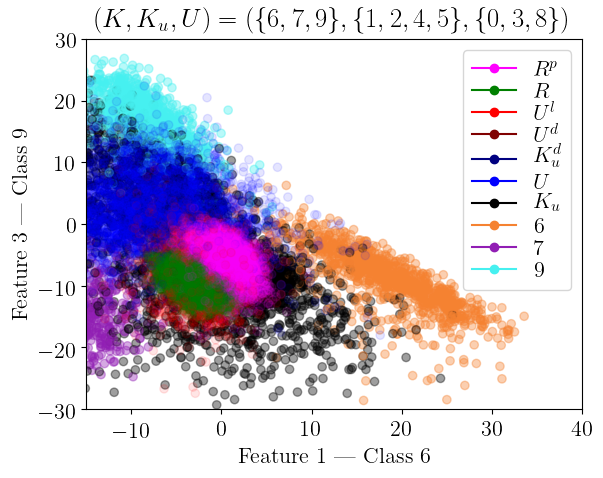 (K, K_u, U) = ({6, 7, 9}, {1, 2, 4, 5}, {0, 3, 8})
30
20
10
0
−10
−20
−30
Feature 3 — Class 9
R^p
R
U^l
U^d
K_u^d
U
K_u
6
7
9
−10
0
10
20
30
40
Feature 1 — Class 6